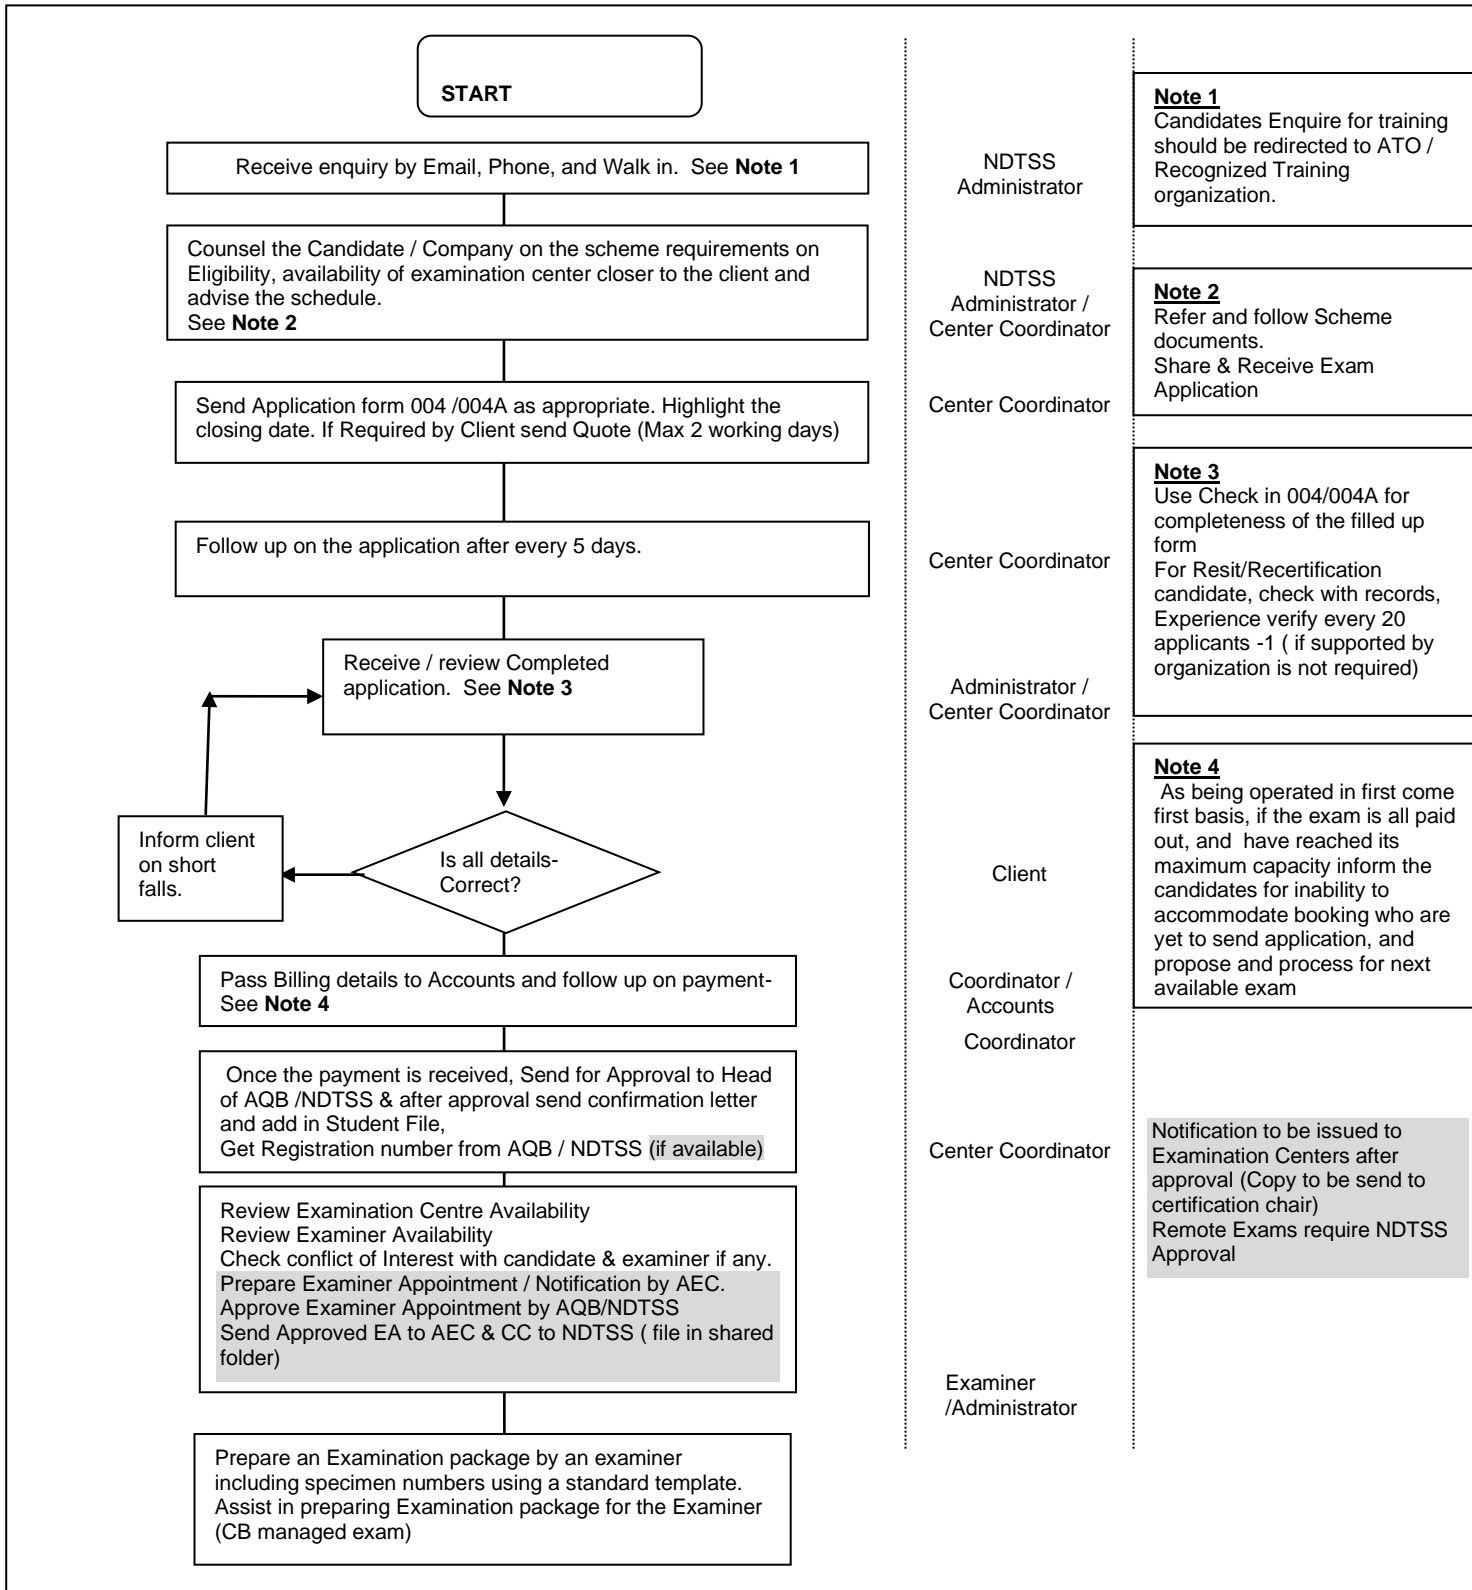 START
Receive enquiry by Email, Phone, and Walk in.  See Note 1
NDTSS
Administrator
Note 1
Candidates Enquire for training
should be redirected to ATO /
Recognized Training
organization.
Counsel the Candidate / Company on the scheme requirements on
Eligibility, availability of examination center closer to the client and
advise the schedule.
See Note 2
NDTSS
Administrator /
Center Coordinator
Note 2
Refer and follow Scheme
documents.
Share & Receive Exam
Application
Send Application form 004 /004A as appropriate. Highlight the
closing date. If Required by Client send Quote (Max 2 working days)
Center Coordinator
Follow up on the application after every 5 days.
Center Coordinator
Note 3
Use Check in 004/004A for
completeness of the filled up
form
For Resit/Recertification
candidate, check with records,
Experience verify every 20
applicants -1 ( if supported by
organization is not required)
Receive / review Completed
application.  See Note 3
Administrator /
Center Coordinator
Inform client
on short
falls.
Is all details-
Correct?
Client
Note 4
As being operated in first come
first basis, if the exam is all paid
out, and  have reached its
maximum capacity inform the
candidates for inability to
accommodate booking who are
yet to send application, and
propose and process for next
available exam
Pass Billing details to Accounts and follow up on payment-
See Note 4
Coordinator /
Accounts
Coordinator
Once the payment is received, Send for Approval to Head
of AQB /NDTSS & after approval send confirmation letter
and add in Student File,
Get Registration number from AQB / NDTSS (if available)
Center Coordinator
Notification to be issued to
Examination Centers after
approval (Copy to be send to
certification chair)
Remote Exams require NDTSS
Approval
Review Examination Centre Availability
Review Examiner Availability
Check conflict of Interest with candidate & examiner if any.
Prepare Examiner Appointment / Notification by AEC.
Approve Examiner Appointment by AQB/NDTSS
Send Approved EA to AEC & CC to NDTSS ( file in shared
folder)
Examiner
/Administrator
Prepare an Examination package by an examiner
including specimen numbers using a standard template.
Assist in preparing Examination package for the Examiner
(CB managed exam)